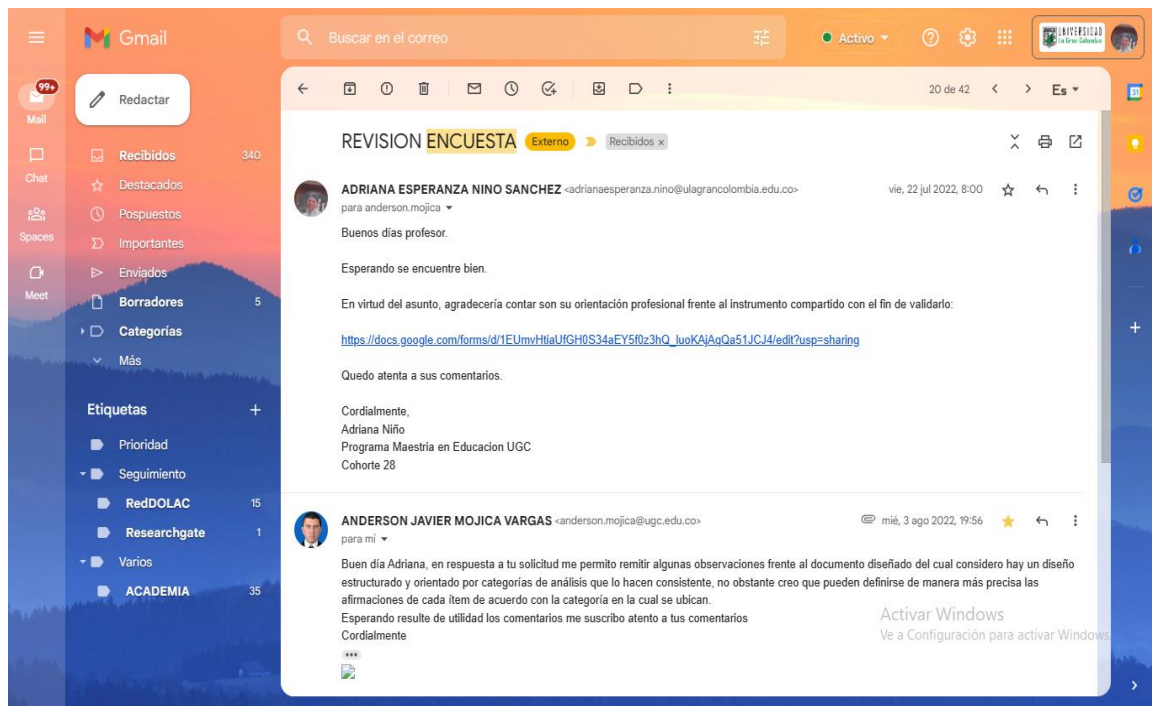 Gmail
Buscar en el correo
Activo
UNIVERSIDAD
La Gran Colombia
99+
Mail
Chat
Spaces
Meet
Redactar
Recibidos 340
Destacados
Pospuestos
Importantes
Enviados
Borradores 5
Categorías
Más
Etiquetas +
Prioridad
Seguimiento
RedDOLAC 15
Researchgate 1
Varios
ACADEMIA 35
20 de 42 Es
31
REVISION ENCUESTA Externo Recibidos x
ADRIANA ESPERANZA NINO SANCHEZ <adrianaesperanza.nino@ulagrancolombia.edu.co> vie, 22 jul 2022, 8:00
para anderson.mojica
Buenos días profesor.
Esperando se encuentre bien.
En virtud del asunto, agradecería contar son su orientación profesional frente al instrumento compartido con el fin de validarlo:
https://docs.google.com/forms/d/1EUmvHtiaUfGH0S34aEY5f0z3hQ_luoKAjAqQa51JCJ4/edit?usp=sharing
Quedo atenta a sus comentarios.
Cordialmente,
Adriana Niño
Programa Maestria en Educacion UGC
Cohorte 28
ANDERSON JAVIER MOJICA VARGAS <anderson.mojica@ugc.edu.co> mié, 3 ago 2022, 19:56
para mí
Buen día Adriana, en respuesta a tu solicitud me permito remitir algunas observaciones frente al documento diseñado del cual considero hay un diseño
estructurado y orientado por categorías de análisis que lo hacen consistente, no obstante creo que pueden definirse de manera más precisa las
afirmaciones de cada ítem de acuerdo con la categoría en la cual se ubican.
Esperando resulte de utilidad los comentarios me suscribo atento a tus comentarios
Cordialmente
Activar Windows
Ve a Configuración para activar Windows.